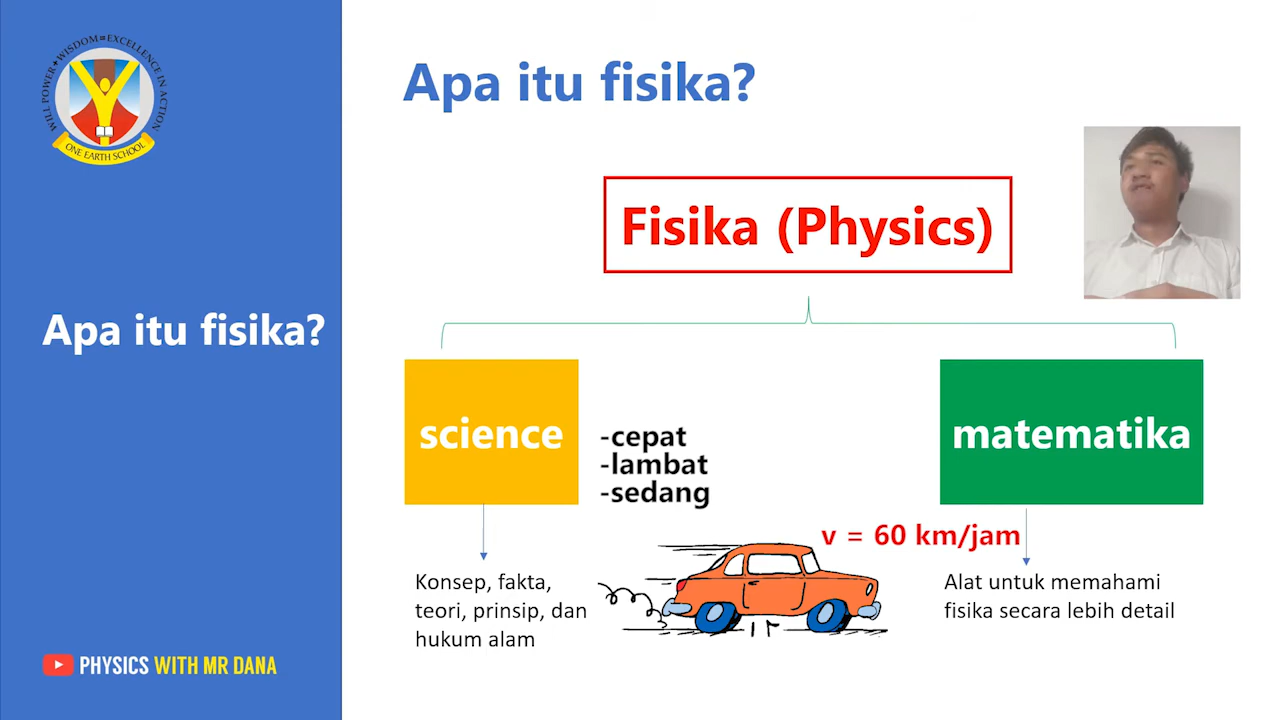 WILL POWER+WISDOM=EXCELLENCE IN ACTION
ONE EARTH SCHOOL
Apa itu fisika?
PHYSICS WITH MR DANA
Apa itu fisika?
Fisika (Physics)
science
-cepat
-lambat
-sedang
matematika
v = 60 km/jam
Konsep, fakta,
teori, prinsip, dan
hukum alam
Alat untuk memahami
fisika secara lebih detail